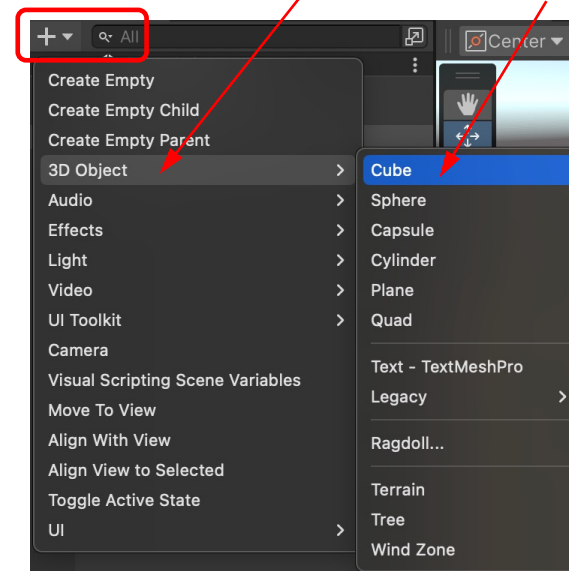 All
Center
Create Empty
Create Empty Child
Create Empty Parent
3D Object
Audio
Effects
Light
Video
UI Toolkit
Camera
Visual Scripting Scene Variables
Move To View
Align With View
Align View to Selected
Toggle Active State
UI
Cube
Sphere
Capsule
Cylinder
Plane
Quad
Text - TextMeshPro
Legacy
Ragdoll...
Terrain
Tree
Wind Zone